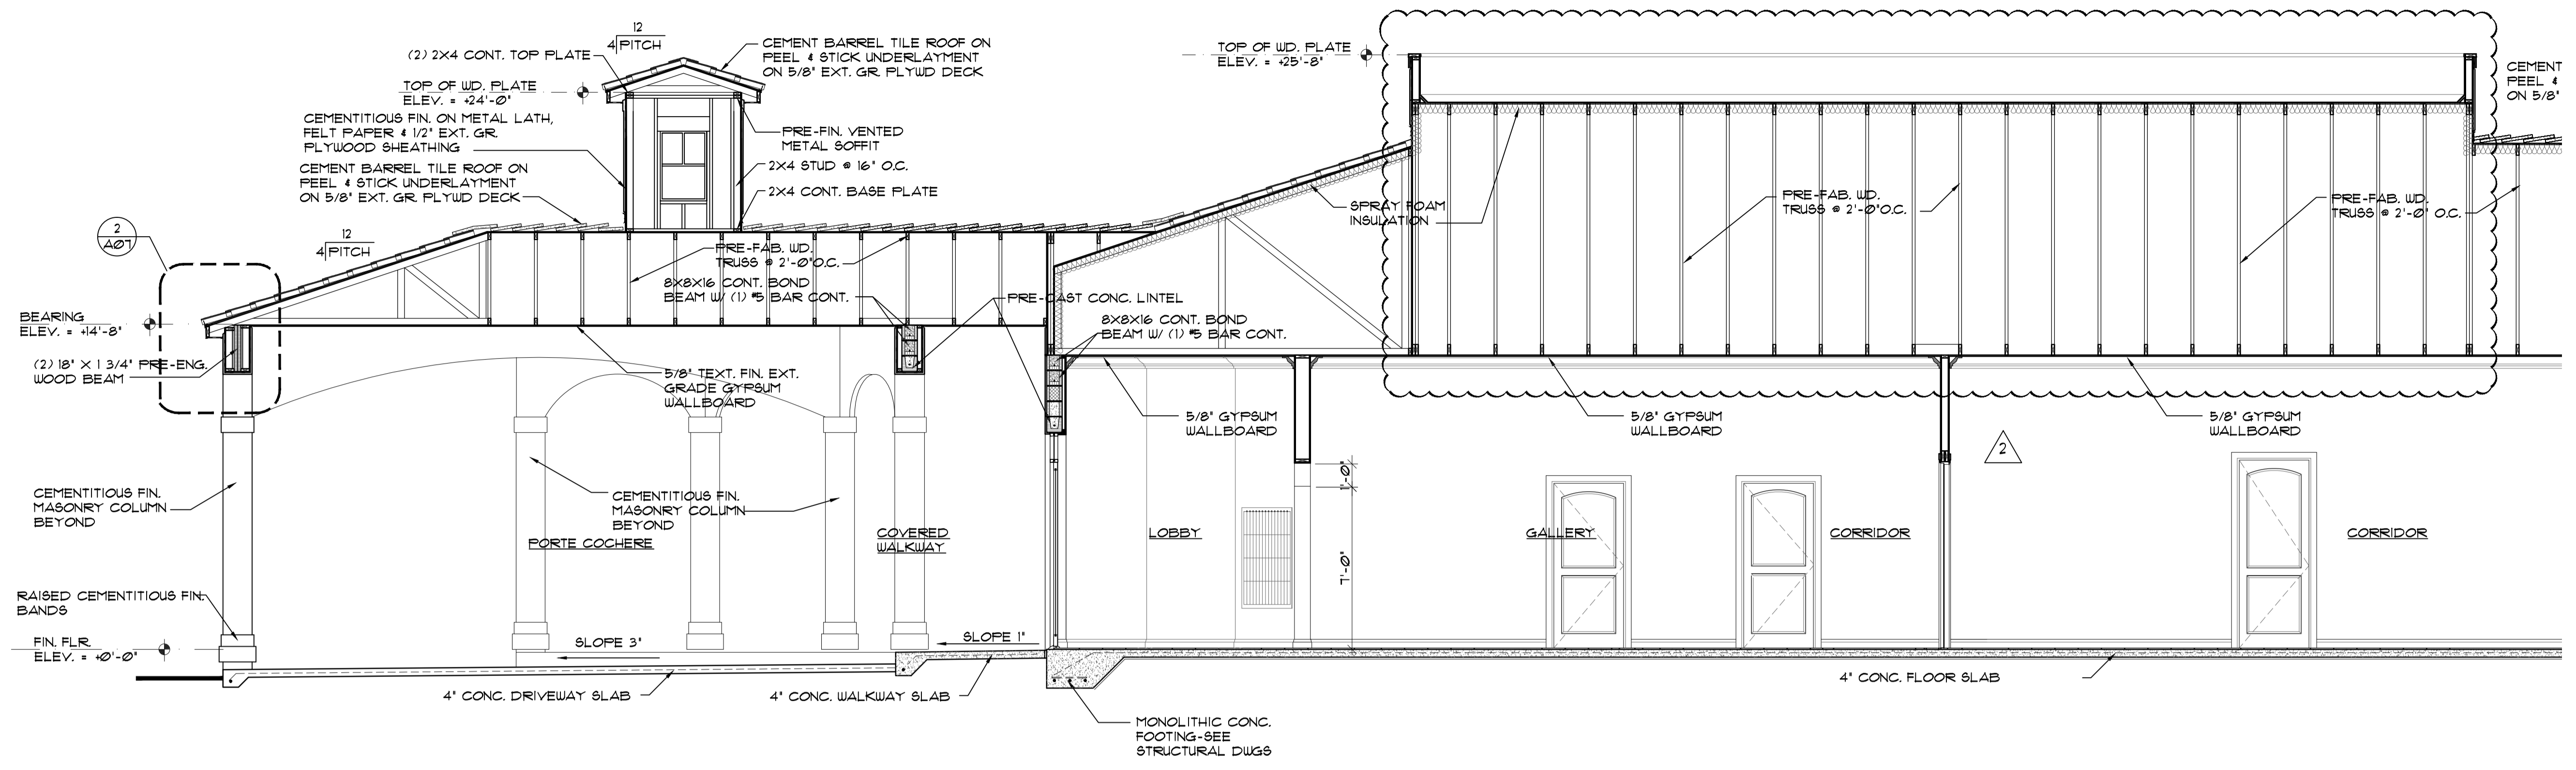 12
4 PITCH
(2) 2X4 CONT. TOP PLATE
CEMENT BARREL TILE ROOF ON
PEEL & STICK UNDERLAYMENT
ON 5/8" EXT. GR. PLYWD DECK
TOP OF WD. PLATE
ELEV. = +24'-0"
CEMENTITIOUS FIN. ON METAL LATH,
FELT PAPER & 1/2" EXT. GR.
PLYWOOD SHEATHING
PRE-FIN. VENTED
METAL SOFFIT
CEMENT BARREL TILE ROOF ON
PEEL & STICK UNDERLAYMENT
ON 5/8" EXT. GR. PLYWD DECK
2X4 STUD @ 16" O.C.
2X4 CONT. BASE PLATE
TOP OF WD. PLATE
ELEV. = +25'-8"
CEMENT
PEEL &
ON 5/8"
2
A07
12
4 PITCH
PRE-FAB. WD.
TRUSS @ 2'-0"O.C.
8X8X16 CONT. BOND
BEAM W/ (1) #5 BAR CONT.
PRE-CAST CONC. LINTEL
8X8X16 CONT. BOND
BEAM W/ (1) #5 BAR CONT.
SPRAY FOAM
INSULATION
PRE-FAB. WD.
TRUSS @ 2'-0"O.C.
PRE-FAB. WD.
TRUSS @ 2'-0" O.C.
BEARING
ELEV. = +14'-8"
(2) 18" X 1 3/4" PRE-ENG.
WOOD BEAM
5/8" TEXT. FIN. EXT.
GRADE GYPSUM
WALLBOARD
5/8" GYPSUM
WALLBOARD
5/8" GYPSUM
WALLBOARD
5/8" GYPSUM
WALLBOARD
2
CEMENTITIOUS FIN.
MASONRY COLUMN
BEYOND
CEMENTITIOUS FIN.
MASONRY COLUMN
BEYOND
PORTE COCHERE
COVERED
WALKWAY
LOBBY
1'-0"
7'-0"
GALLERY
CORRIDOR
CORRIDOR
RAISED CEMENTITIOUS FIN.
BANDS
FIN. FLR.
ELEV. = +0'-0"
SLOPE 3"
SLOPE 1"
4" CONC. DRIVEWAY SLAB
4" CONC. WALKWAY SLAB
4" CONC. FLOOR SLAB
MONOLITHIC CONC.
FOOTING-SEE
STRUCTURAL DWGS